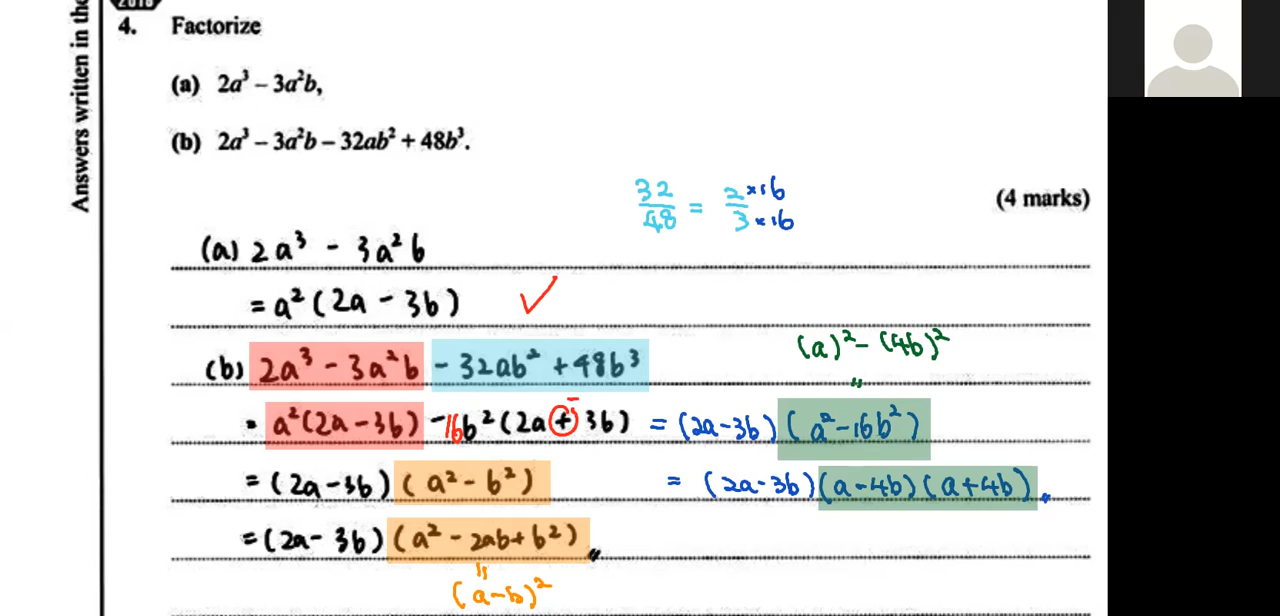 2016
Answers written in the
4. Factorize
(a) 2a³ – 3a²b,
(b) 2a³ – 3a²b – 32ab² + 48b³.
(4 marks)
32/48 = 2×16/3×16
(a) 2a³ - 3a²b
= a²(2a - 3b) ✓
(a)² - (4b)²
"
(b) 2a³ - 3a²b - 32ab² + 48b³
= a²(2a - 3b) - 16b²(2a + 3b) = (2a - 3b)(a² - 16b²)
-
= (2a - 3b)(a² - b²) = (2a - 3b)(a - 4b)(a + 4b)
= (2a - 3b)(a² - 2ab + b²)
"
(a - b)²